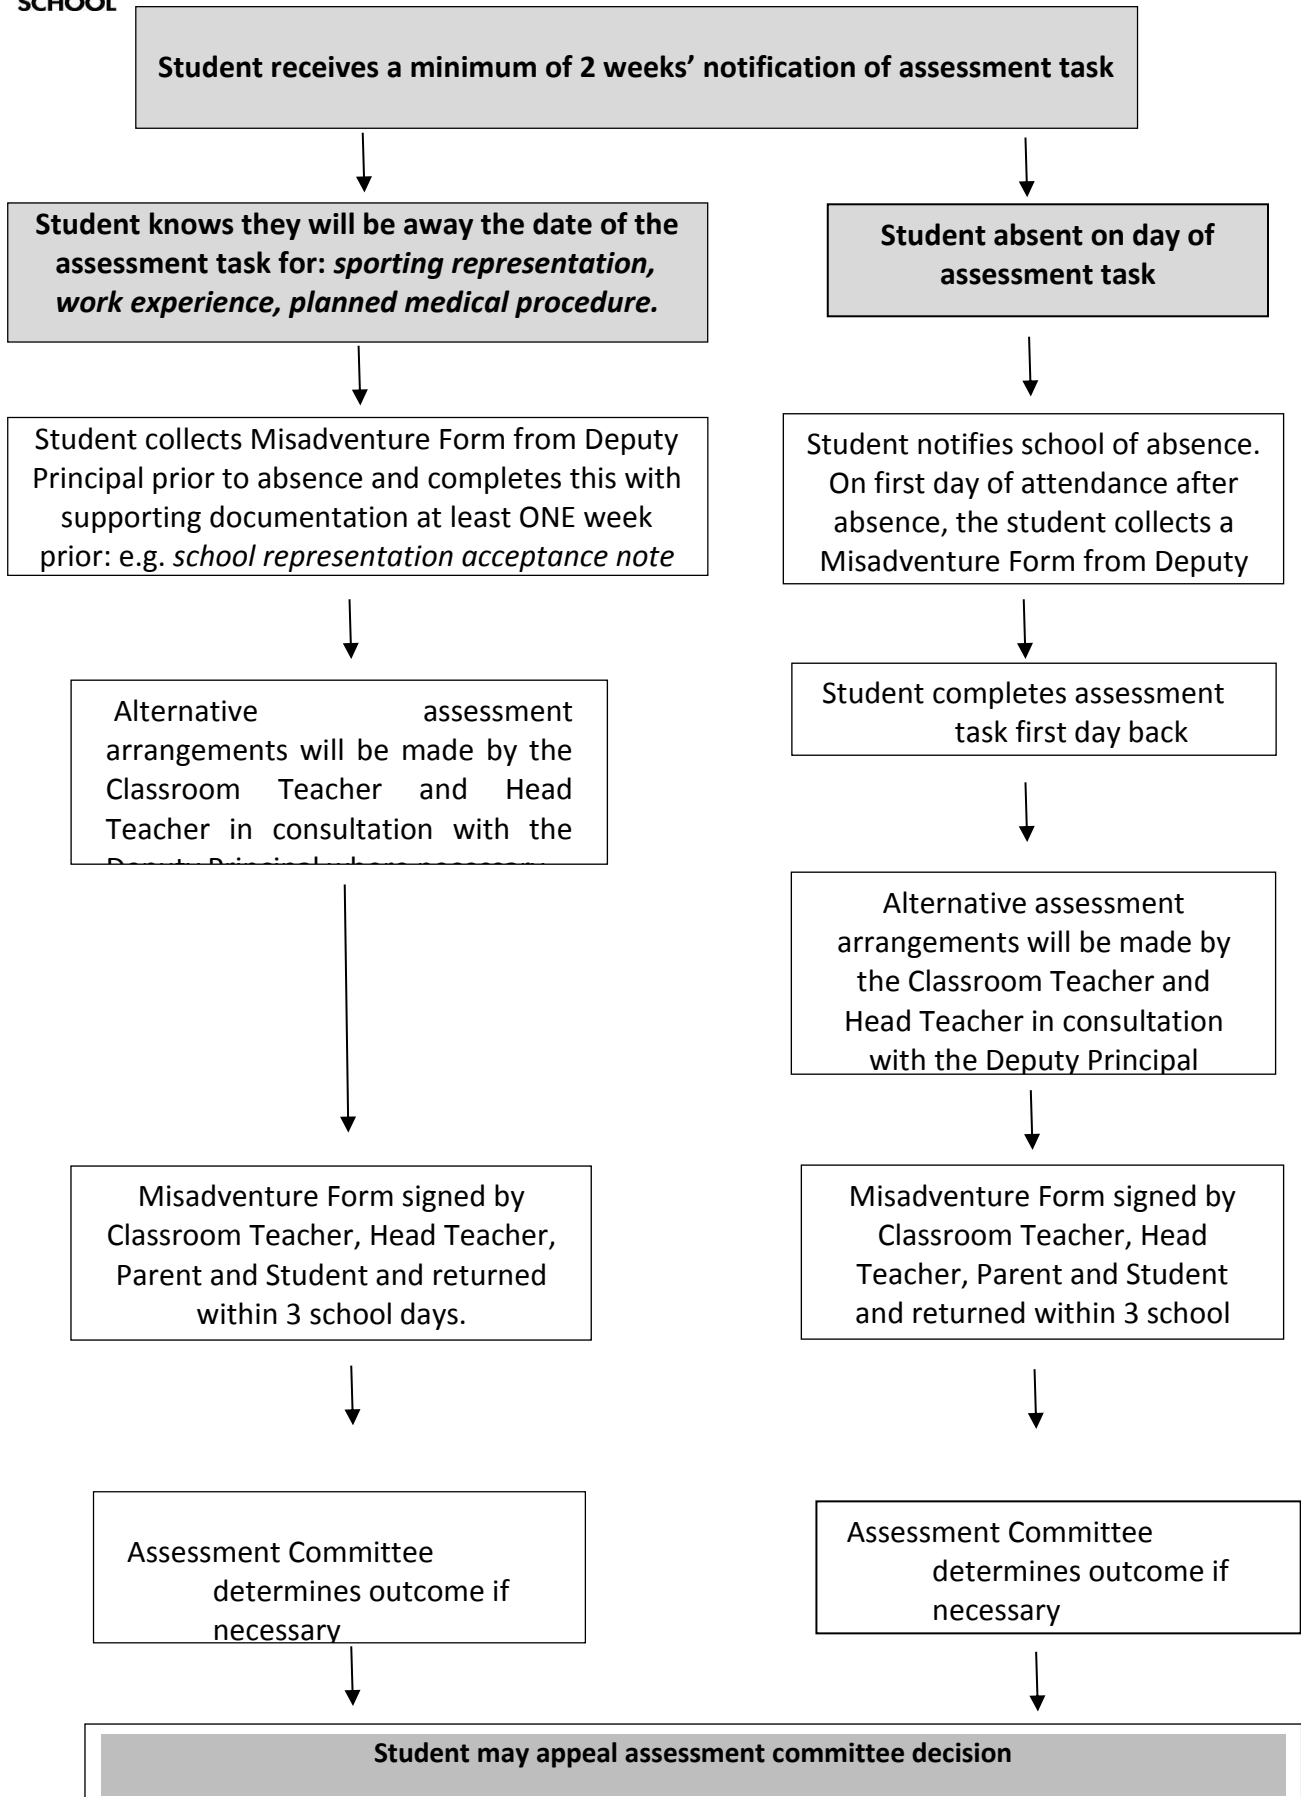 SCHOOL
Student receives a minimum of 2 weeks’ notification of assessment task
Student knows they will be away the date of the
assessment task for: sporting representation,
work experience, planned medical procedure.
Student absent on day of
assessment task
Student collects Misadventure Form from Deputy
Principal prior to absence and completes this with
supporting documentation at least ONE week
prior: e.g. school representation acceptance note
Student notifies school of absence.
On first day of attendance after
absence, the student collects a
Misadventure Form from Deputy
Student completes assessment
task first day back
Alternative assessment
arrangements will be made by the
Classroom Teacher and Head
Teacher in consultation with the
Deputy Principal where necessary
Alternative assessment
arrangements will be made by
the Classroom Teacher and
Head Teacher in consultation
with the Deputy Principal
Misadventure Form signed by
Classroom Teacher, Head Teacher,
Parent and Student and returned
within 3 school days.
Misadventure Form signed by
Classroom Teacher, Head
Teacher, Parent and Student
and returned within 3 school
Assessment Committee
determines outcome if
necessary
Assessment Committee
determines outcome if
necessary
Student may appeal assessment committee decision